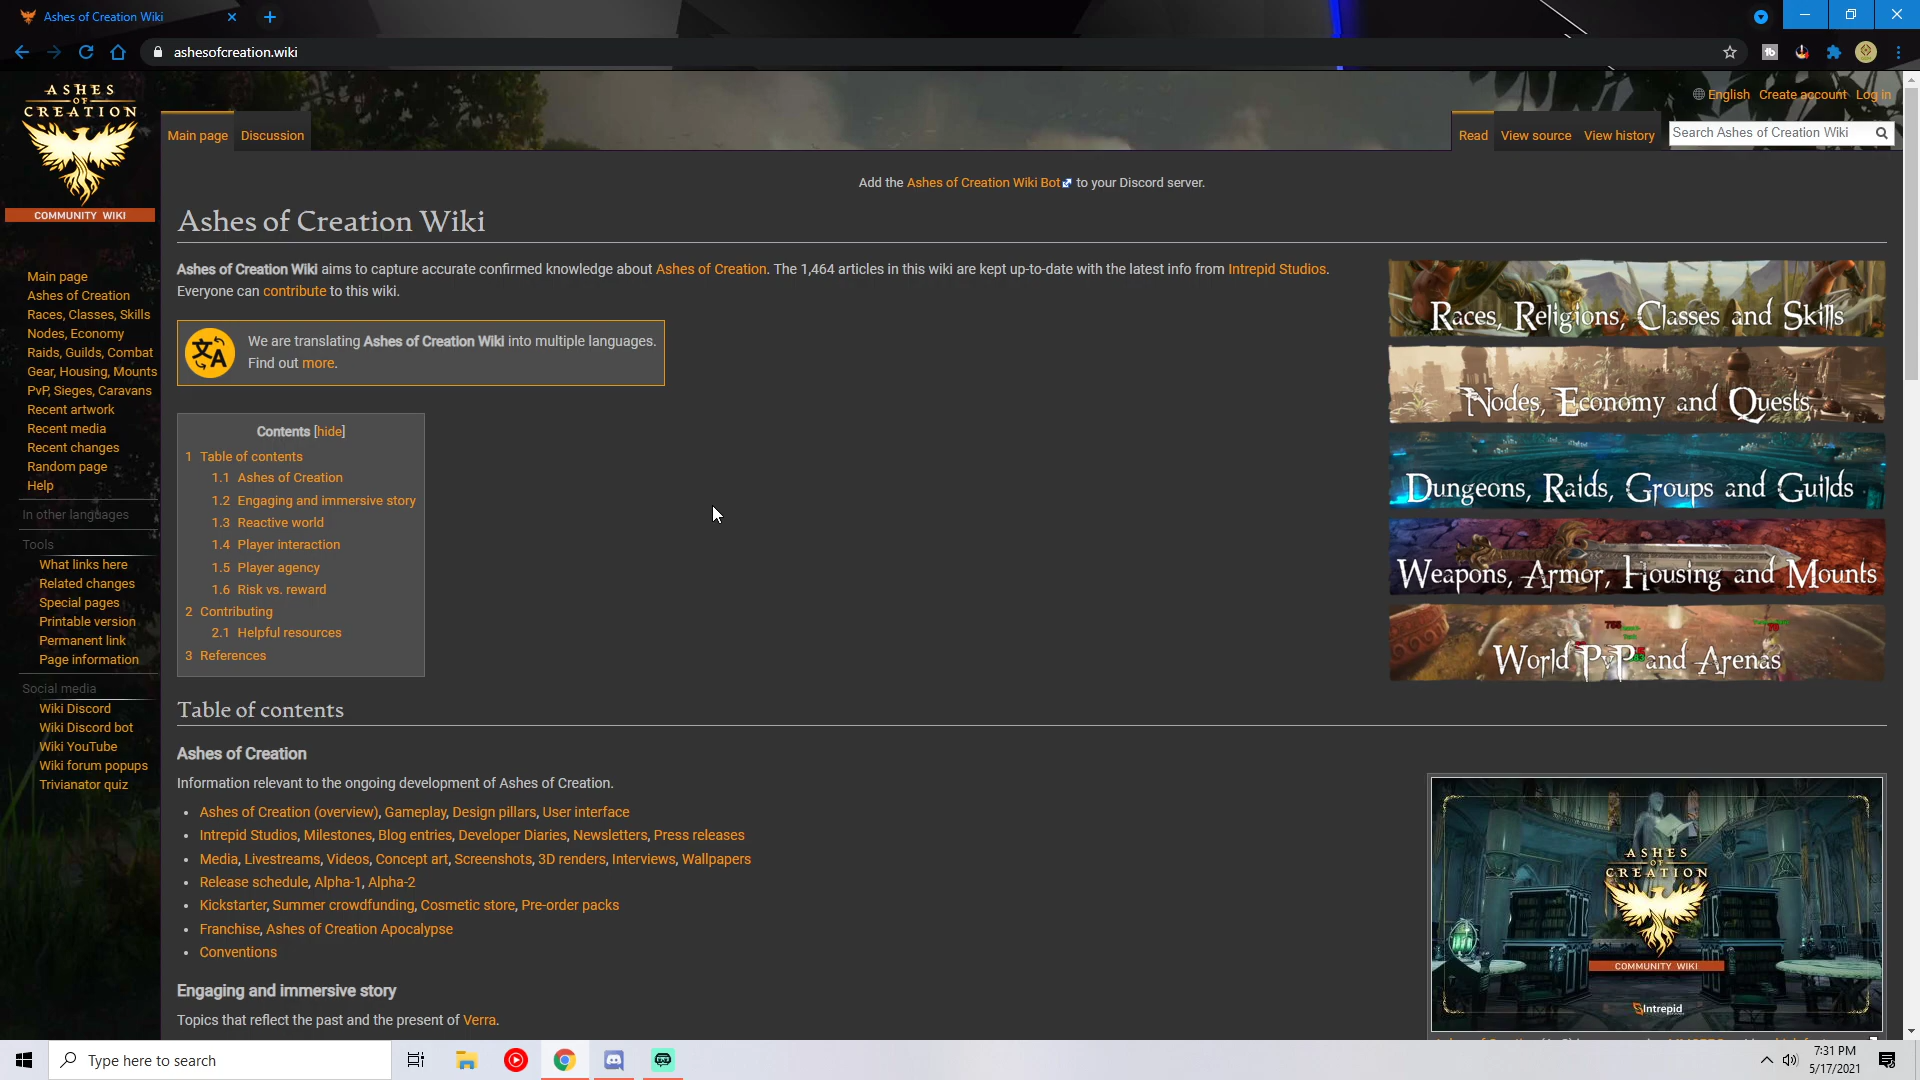 Ashes of Creation Wiki
ashesofcreation.wiki
ASHES
OF
CREATION
COMMUNITY WIKI
English Create account Log in
Main page Discussion
Read View source View history Search Ashes of Creation Wiki
Add the Ashes of Creation Wiki Bot to your Discord server.
Ashes of Creation Wiki
Ashes of Creation Wiki aims to capture accurate confirmed knowledge about Ashes of Creation. The 1,464 articles in this wiki are kept up-to-date with the latest info from Intrepid Studios.
Everyone can contribute to this wiki.
We are translating Ashes of Creation Wiki into multiple languages.
Find out more.
Main page
Ashes of Creation
Races, Classes, Skills
Nodes, Economy
Raids, Guilds, Combat
Gear, Housing, Mounts
PvP, Sieges, Caravans
Recent artwork
Recent media
Recent changes
Random page
Help
In other languages
Tools
What links here
Related changes
Special pages
Printable version
Permanent link
Page information
Social media
Wiki Discord
Wiki Discord bot
Wiki YouTube
Wiki forum popups
Trivianator quiz
Contents [hide]
1 Table of contents
1.1 Ashes of Creation
1.2 Engaging and immersive story
1.3 Reactive world
1.4 Player interaction
1.5 Player agency
1.6 Risk vs. reward
2 Contributing
2.1 Helpful resources
3 References
Races, Religions, Classes and Skills
Nodes, Economy and Quests
Dungeons, Raids, Groups and Guilds
Weapons, Armor, Housing and Mounts
World PvP and Arenas
Table of contents
Ashes of Creation
Information relevant to the ongoing development of Ashes of Creation.
• Ashes of Creation (overview), Gameplay, Design pillars, User interface
• Intrepid Studios, Milestones, Blog entries, Developer Diaries, Newsletters, Press releases
• Media, Livestreams, Videos, Concept art, Screenshots, 3D renders, Interviews, Wallpapers
• Release schedule, Alpha-1, Alpha-2
• Kickstarter, Summer crowdfunding, Cosmetic store, Pre-order packs
• Franchise, Ashes of Creation Apocalypse
• Conventions
ASHES
OF
CREATION
COMMUNITY WIKI
Intrepid
Engaging and immersive story
Topics that reflect the past and the present of Verra.
Type here to search
7:31 PM
5/17/2021